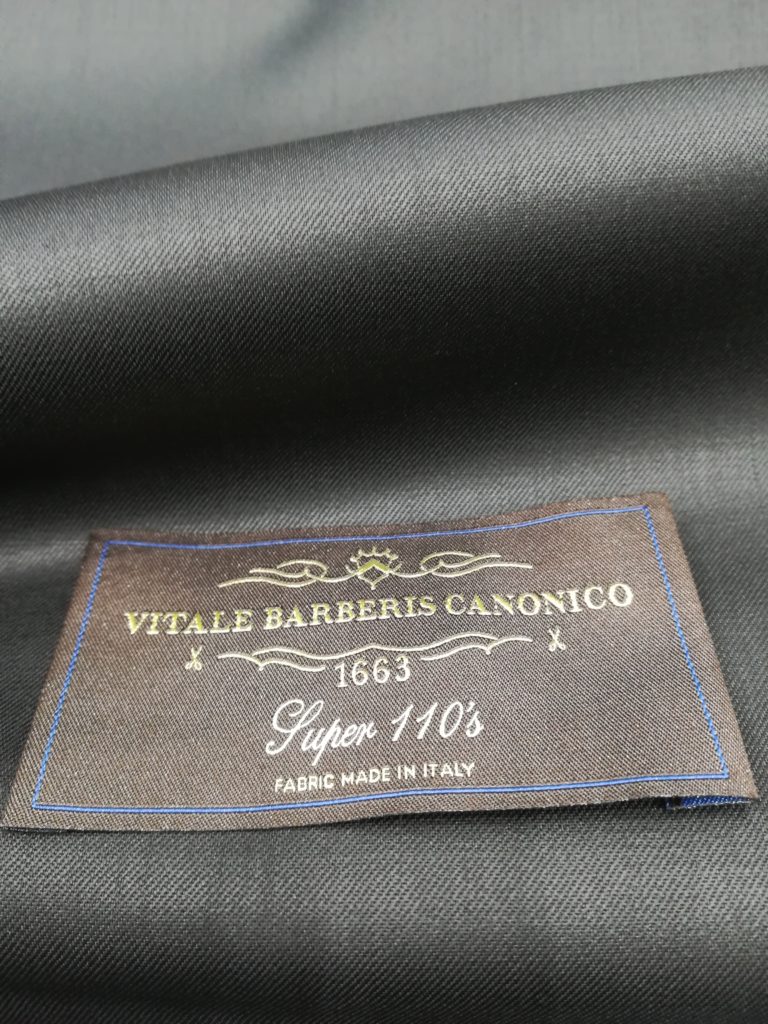 VITALE BARBERIS CANONICO
1663
Super 110's
FABRIC MADE IN ITALY